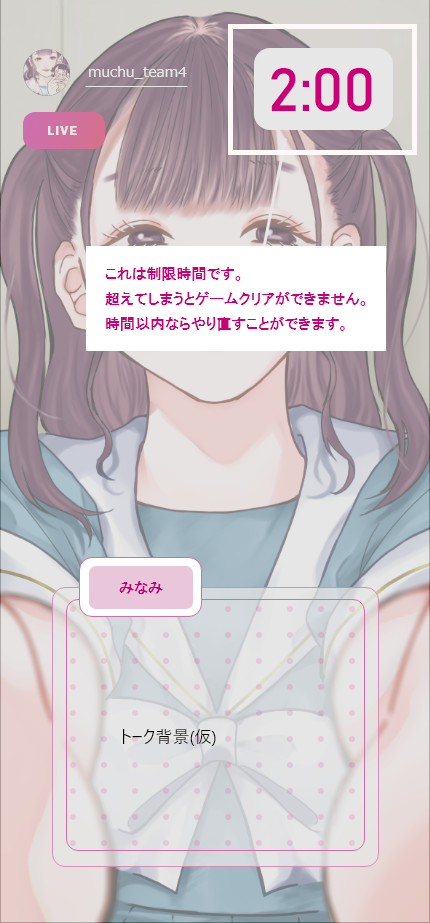 muchu_team4
2:00
LIVE
これは制限時間です。
超えてしまうとゲームクリアができません。
時間以内ならやり直すことができます。
みなみ
トーク背景(仮)